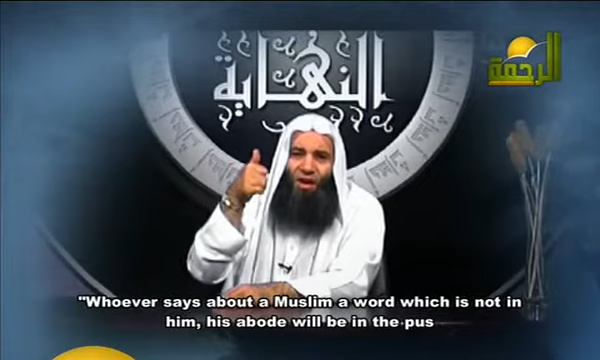 النهاية
الرحمة
"Whoever says about a Muslim a word which is not in
him, his abode will be in the pus